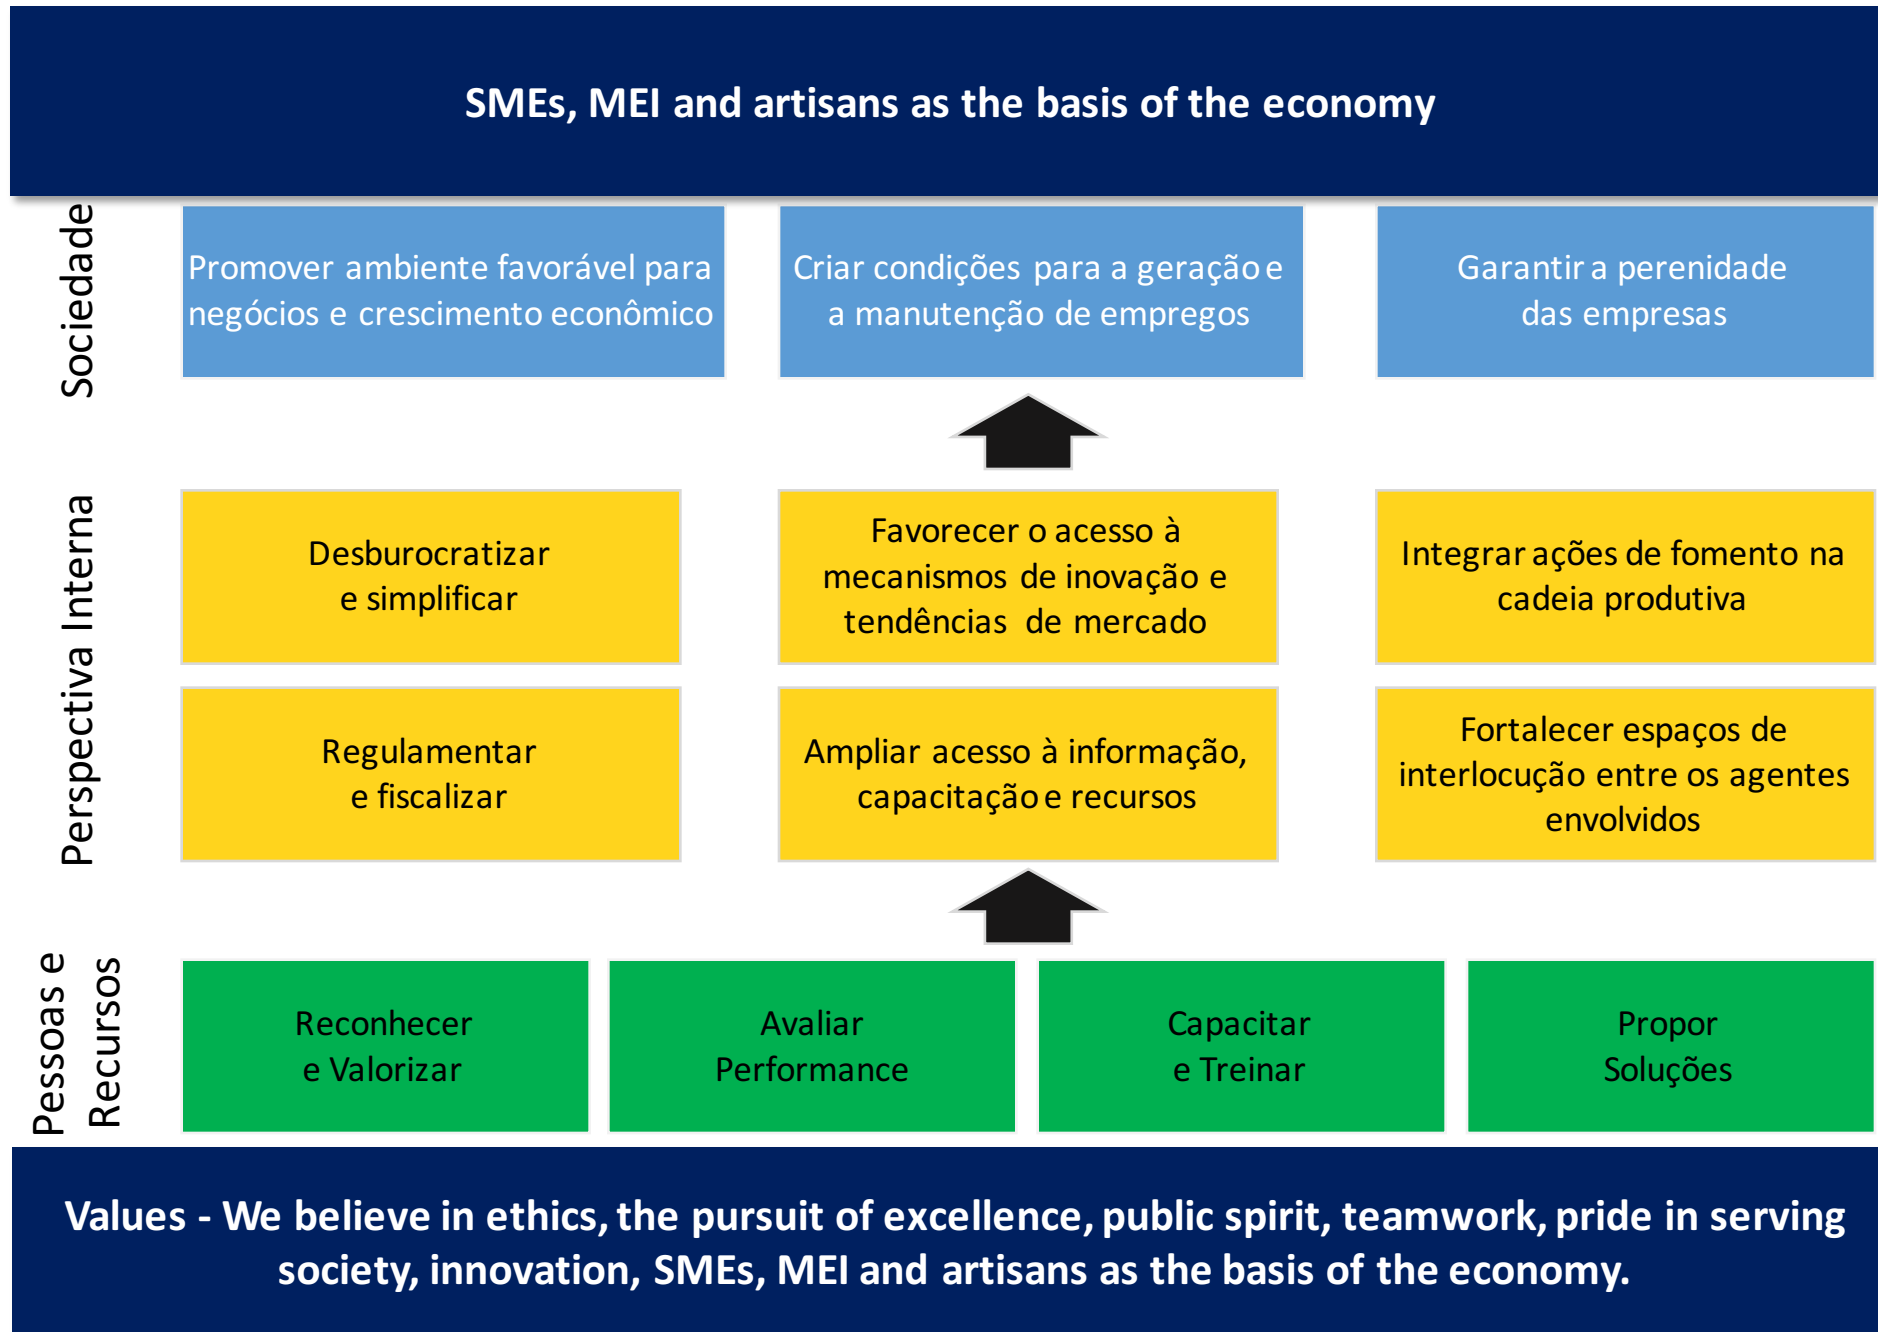 SMEs, MEI and artisans as the basis of the economy
Sociedade
Promover ambiente favorável para
negócios e crescimento econômico
Criar condições para a geração e
a manutenção de empregos
Garantir a perenidade
das empresas
Perspectiva Interna
Desburocratizar
e simplificar
Favorecer o acesso à
mecanismos de inovação e
tendências de mercado
Integrar ações de fomento na
cadeia produtiva
Regulamentar
e fiscalizar
Ampliar acesso à informação,
capacitação e recursos
Fortalecer espaços de
interlocução entre os agentes
envolvidos
Pessoas e
Recursos
Reconhecer
e Valorizar
Avaliar
Performance
Capacitar
e Treinar
Propor
Soluções
Values - We believe in ethics, the pursuit of excellence, public spirit, teamwork, pride in serving
society, innovation, SMEs, MEI and artisans as the basis of the economy.